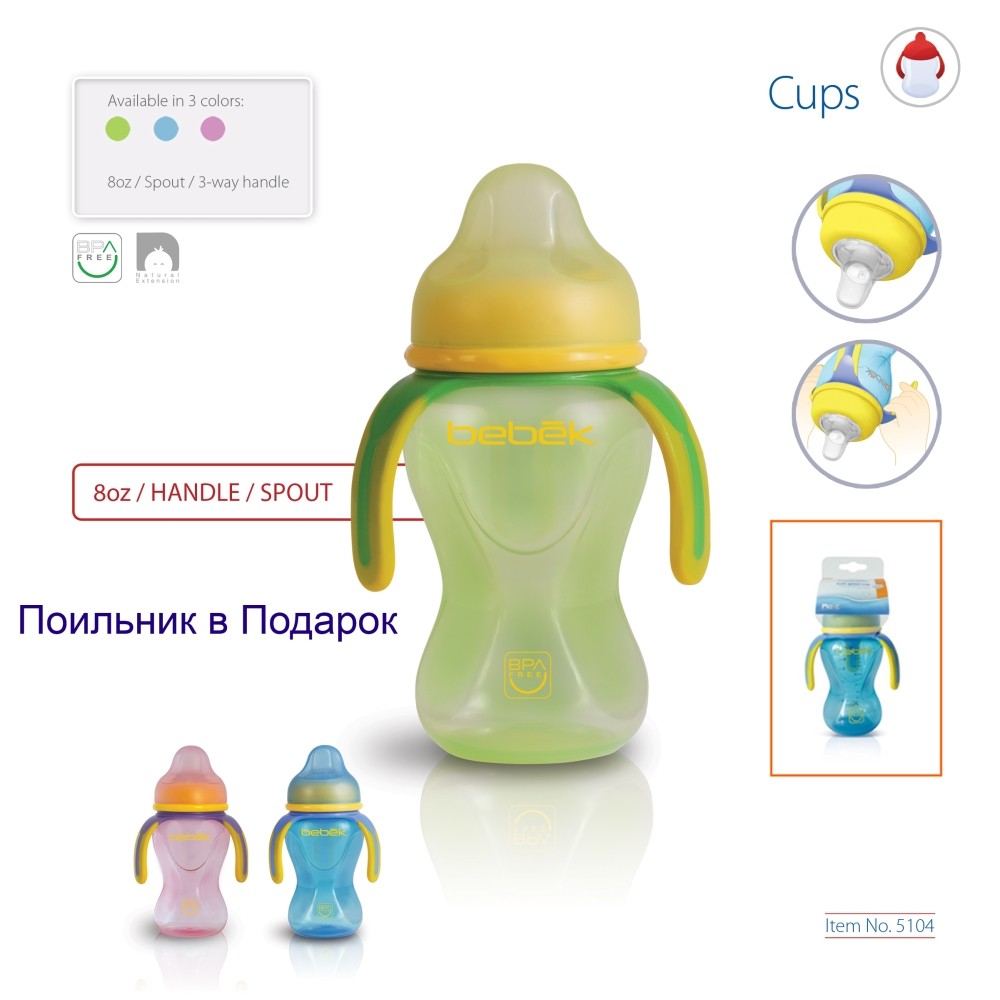 Cups
Available in 3 colors:
8oz / Spout / 3-way handle
BPA
FREE
Natural
Extension
bebēk
bebēk
8oz / HANDLE / SPOUT
Поильник в Подарок
BPA
FREE
bebēk
bebēk
Item No. 5104